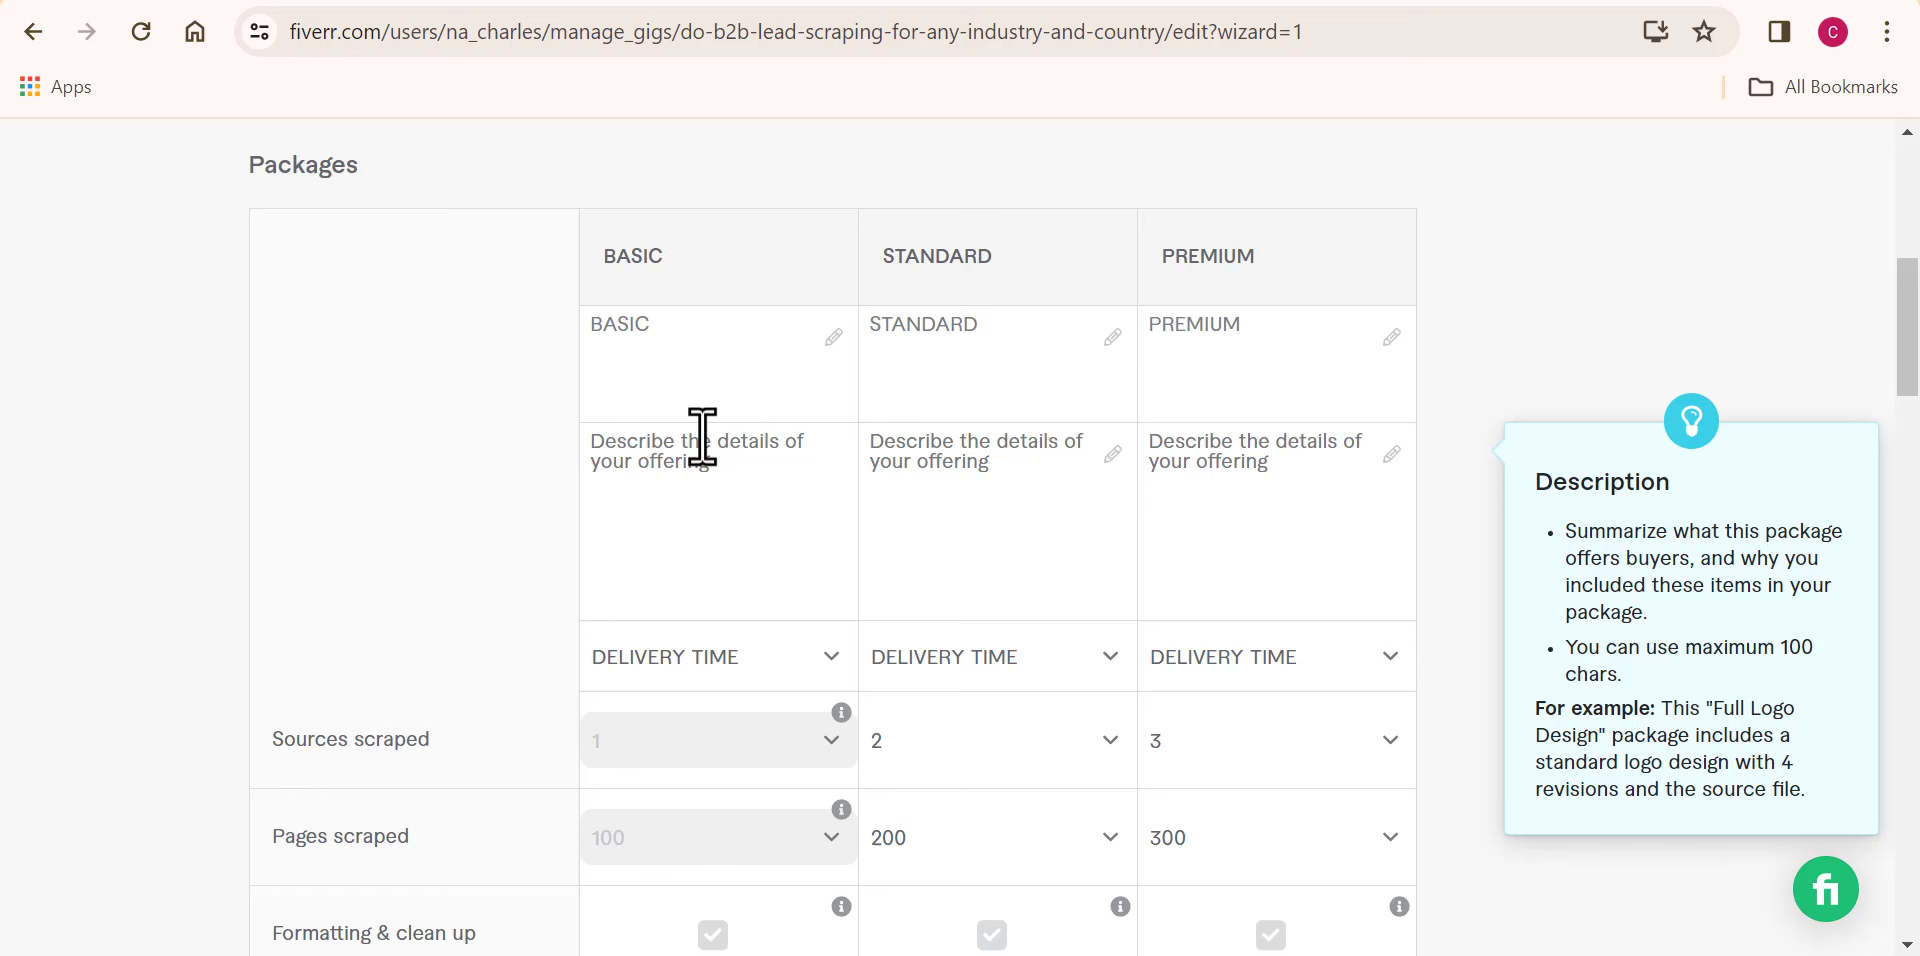 fiverr.com/users/na_charles/manage_gigs/do-b2b-lead-scraping-for-any-industry-and-country/edit?wizard=1
C
Apps
All Bookmarks
Packages
BASIC STANDARD PREMIUM
BASIC STANDARD PREMIUM
Describe the details of
your offering
Describe the details of
your offering
Describe the details of
your offering
DELIVERY TIME DELIVERY TIME DELIVERY TIME
Sources scraped 1 2 3
Pages scraped 100 200 300
Formatting & clean up
Description
• Summarize what this package
offers buyers, and why you
included these items in your
package.
• You can use maximum 100
chars.
For example: This "Full Logo
Design" package includes a
standard logo design with 4
revisions and the source file.
fi